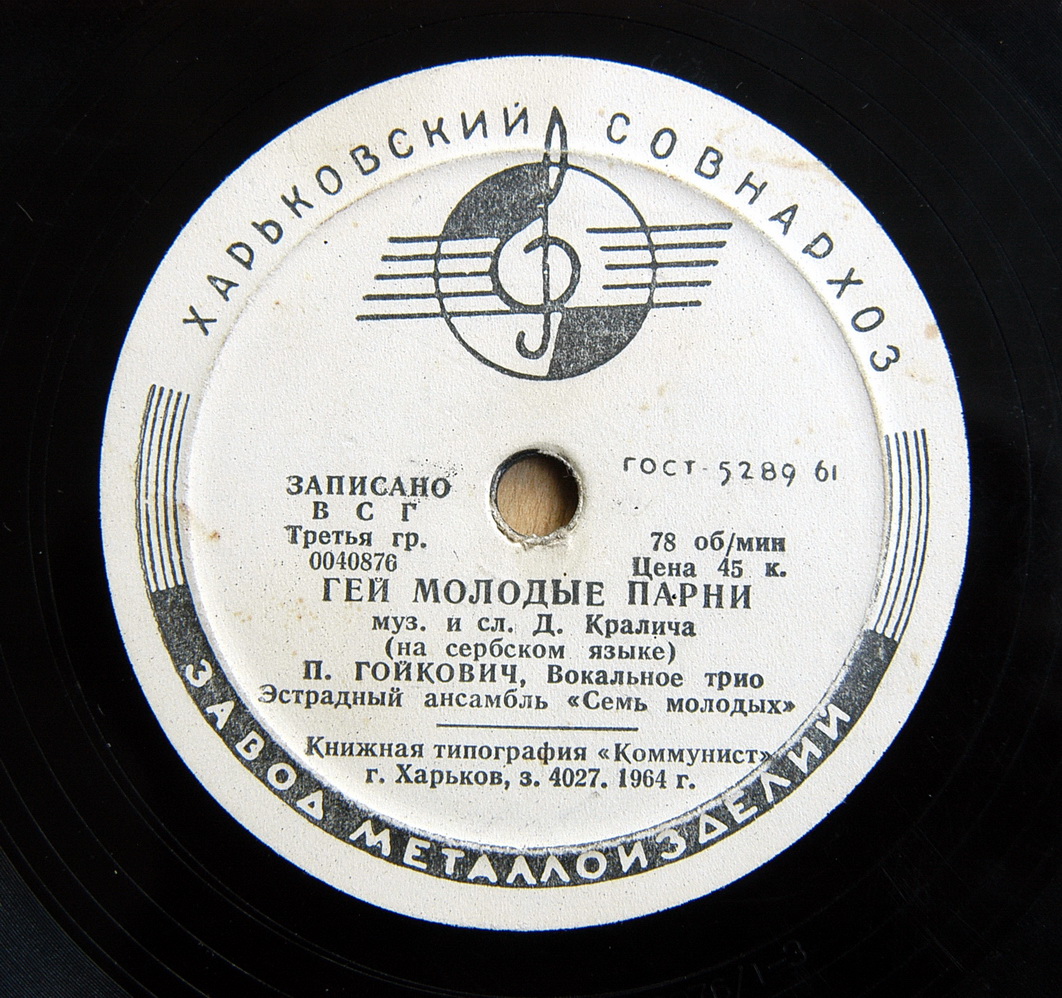 ХАРЬКОВСКИЙ СОВНАРХОЗ
ГОСТ-5289 61
ЗАПИСАНО
В С Г
Третья гр.
0040876
78 об/мин
Цена 45 к.
ГЕЙ МОЛОДЫЕ ПАРНИ
муз. и сл. Д. Кралича
(на сербском языке)
П. ГОЙКОВИЧ, Вокальное трио
Эстрадный ансамбль «Семь молодых»
Книжная типография «Коммунист»
г. Харьков, з. 4027. 1964 г.
ЗАВОД МЕТАЛЛОИЗДЕЛИЙ